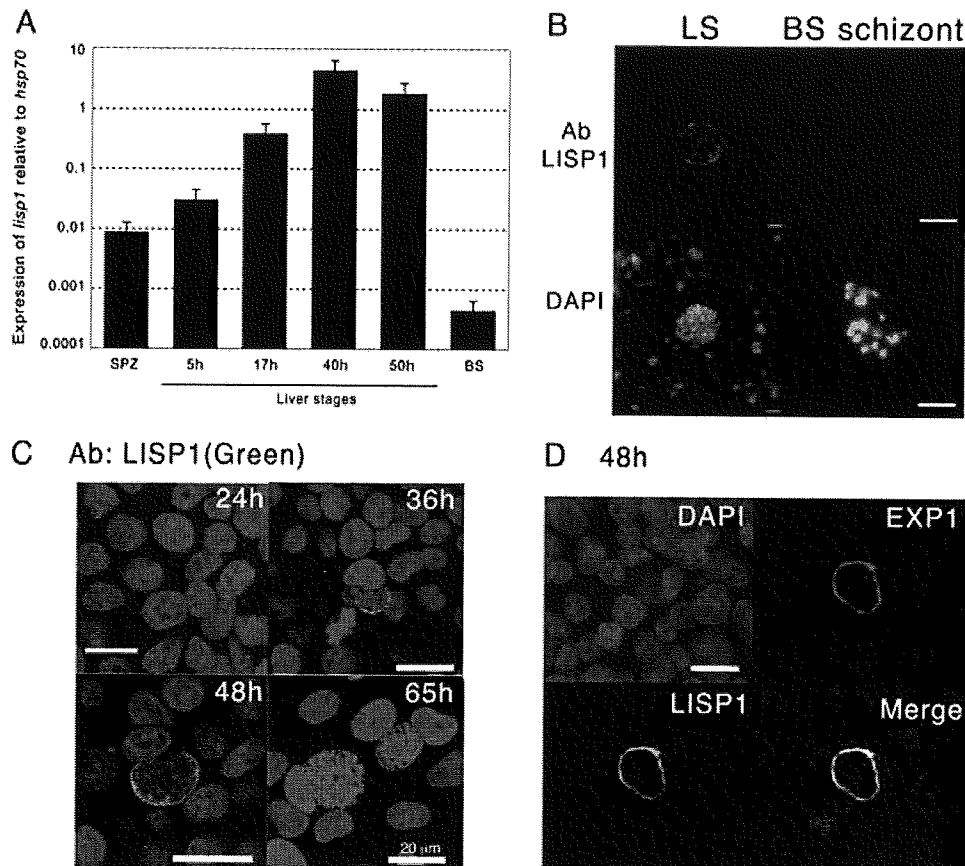 A
Expression of lisp1 relative to hsp70
10
1
0.1
0.01
0.001
0.0001
SPZ 5h 17h 40h 50h BS
Liver stages
B
LS BS schizont
Ab
LISP1
DAPI
C Ab: LISP1(Green)
24h 36h
48h 65h
20 µm
D 48h
DAPI EXP1
LISP1 Merge